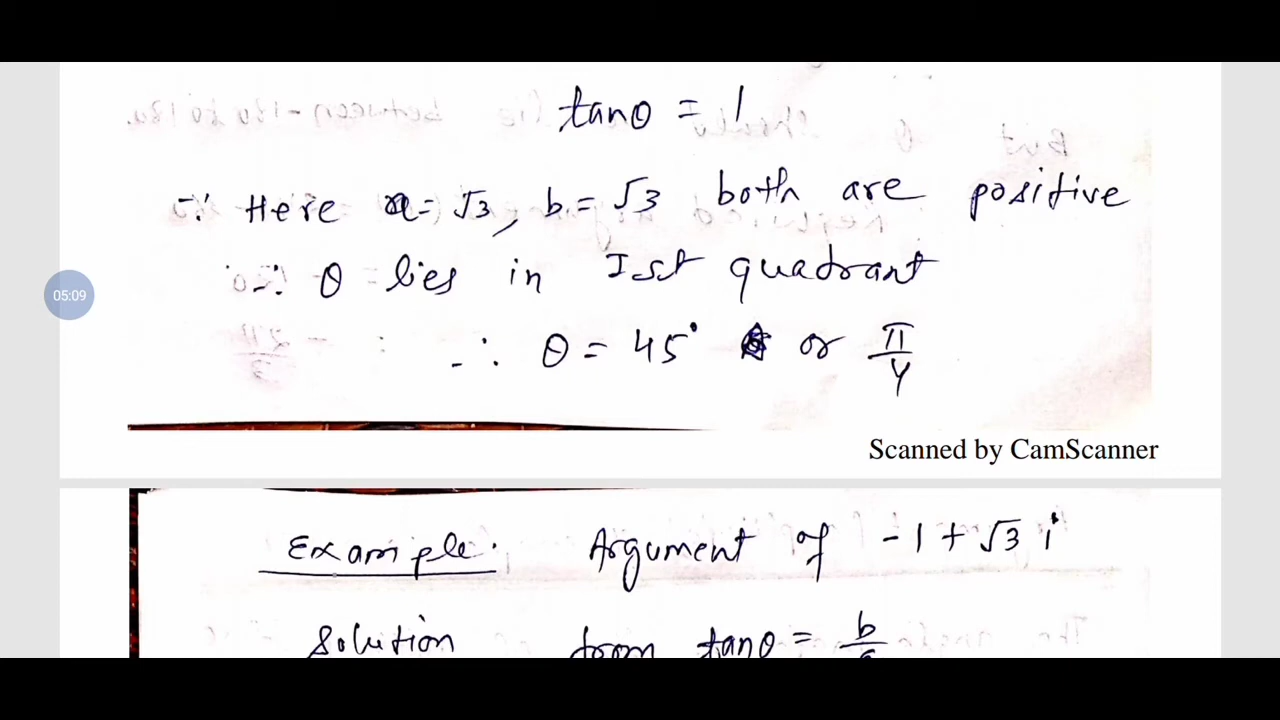 tanθ = 1
∵ Here a = √3, b = √3 both are positive
∴ θ lies in Ist quadrant
05:09
∴ θ = 45° or π/4
Scanned by CamScanner
Example. Argument of -1 + √3 i
Solution from tanθ = b/a